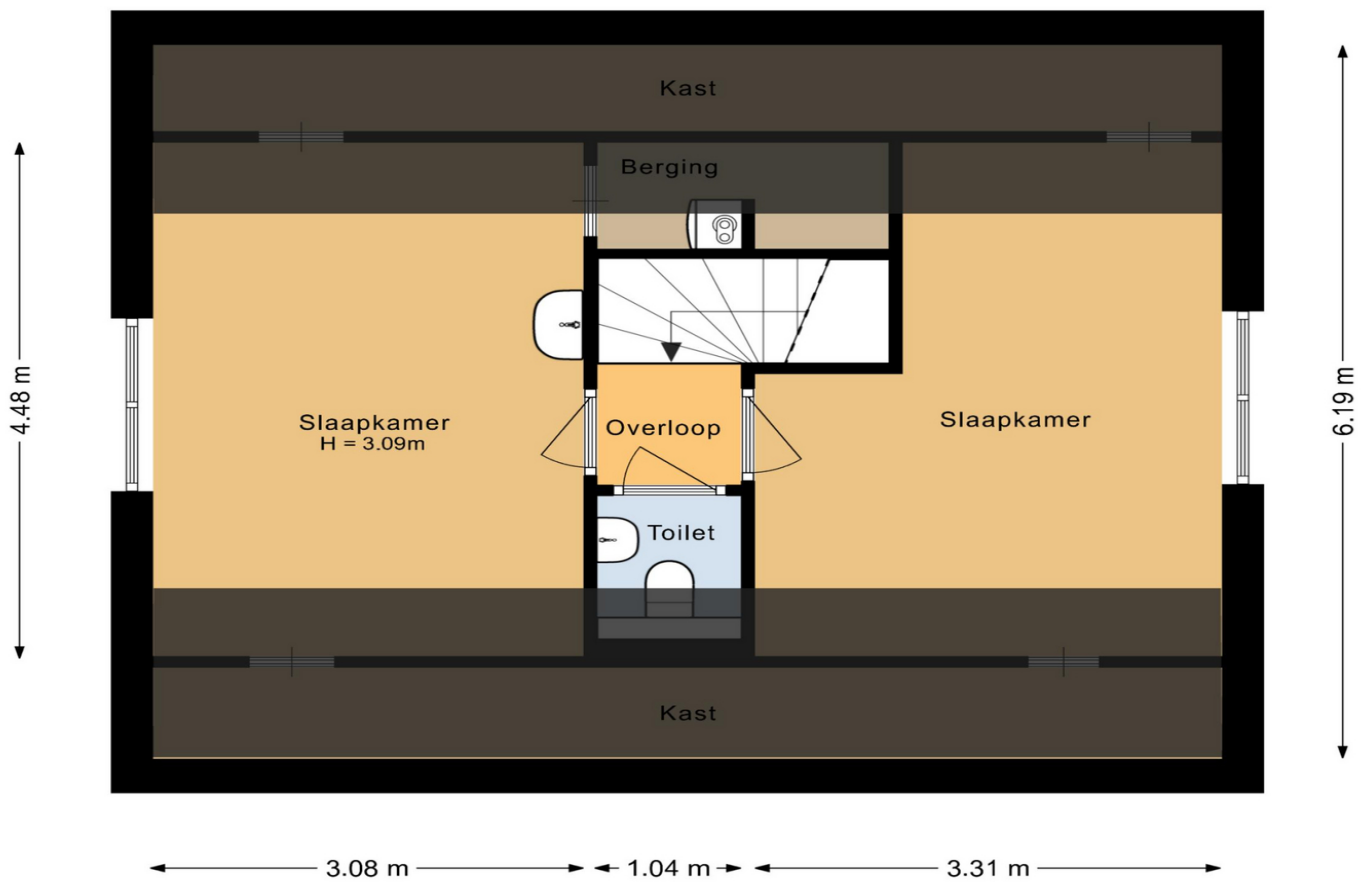 Kast
Berging
4.48 m
6.19 m
Slaapkamer
H = 3.09m
Overloop
Slaapkamer
Toilet
Kast
3.08 m
1.04 m
3.31 m